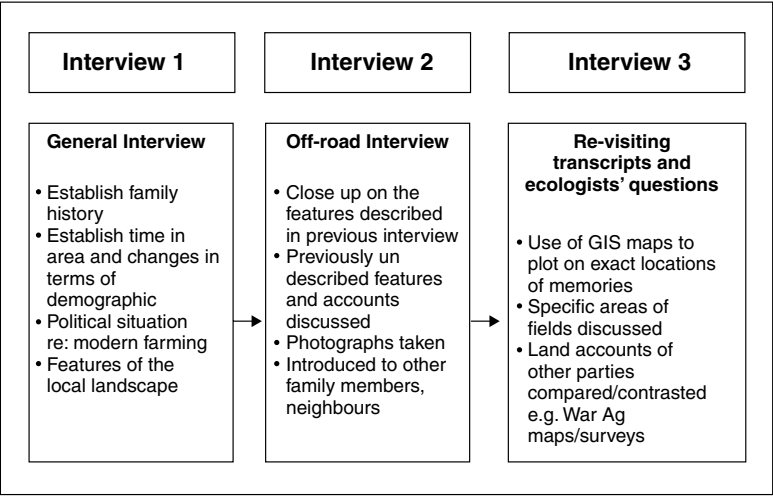 Interview 1
Interview 2
Interview 3
General Interview
• Establish family
history
• Establish time in
area and changes in
terms of
demographic
• Political situation
re: modern farming
• Features of the
local landscape
Off-road Interview
• Close up on the
features described
in previous interview
• Previously un
described features
and accounts
discussed
• Photographs taken
• Introduced to other
family members,
neighbours
Re-visiting
transcripts and
ecologists' questions
• Use of GIS maps to
plot on exact locations
of memories
• Specific areas of
fields discussed
• Land accounts of
other parties
compared/contrasted
e.g. War Ag
maps/surveys